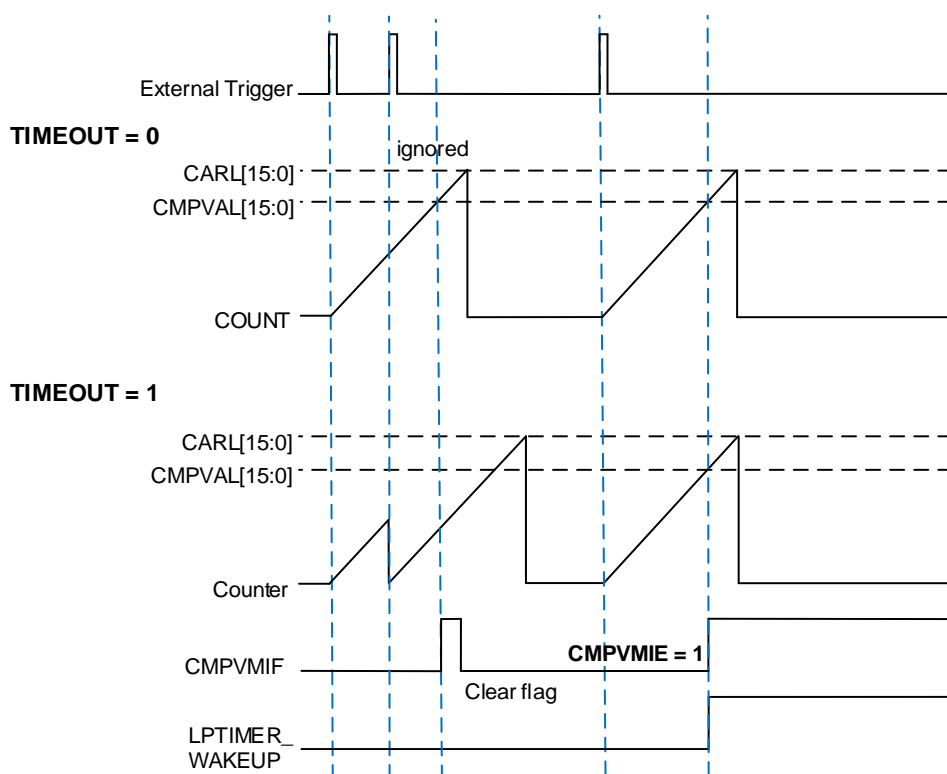 External Trigger
TIMEOUT = 0
ignored
CARL[15:0]
CMPVAL[15:0]
COUNT
TIMEOUT = 1
CARL[15:0]
CMPVAL[15:0]
Counter
CMPVMIE = 1
CMPVMIF
Clear flag
LPTIMER_
WAKEUP